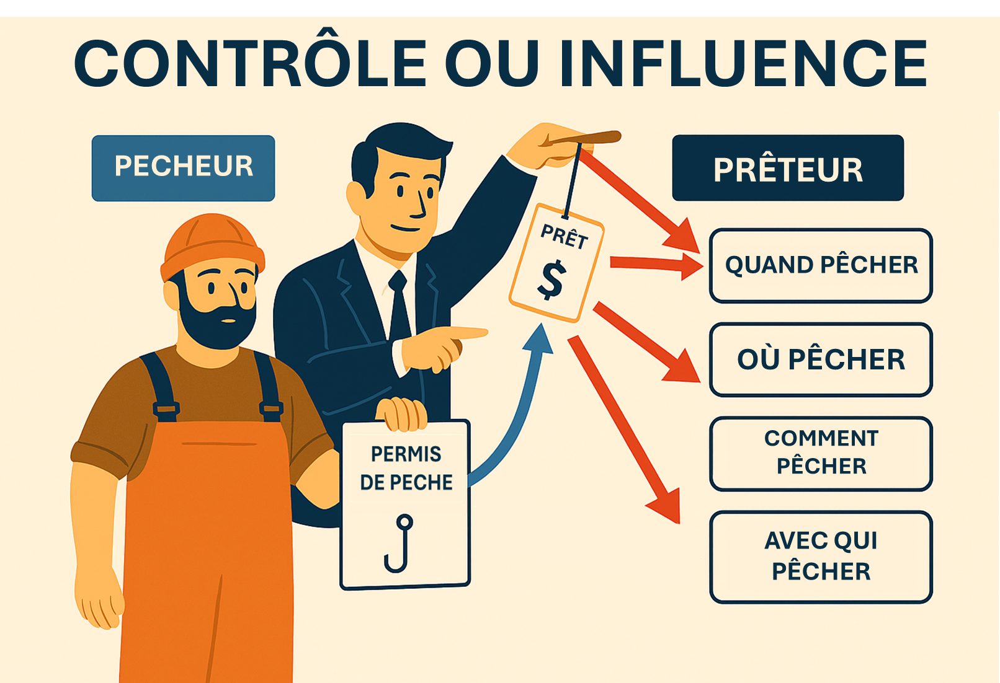 CONTRÔLE OU INFLUENCE
PECHEUR
PRÊTEUR
PRÊT
$
QUAND PÊCHER
OÙ PÊCHER
COMMENT
PÊCHER
AVEC QUI
PÊCHER
PERMIS
DE PECHE